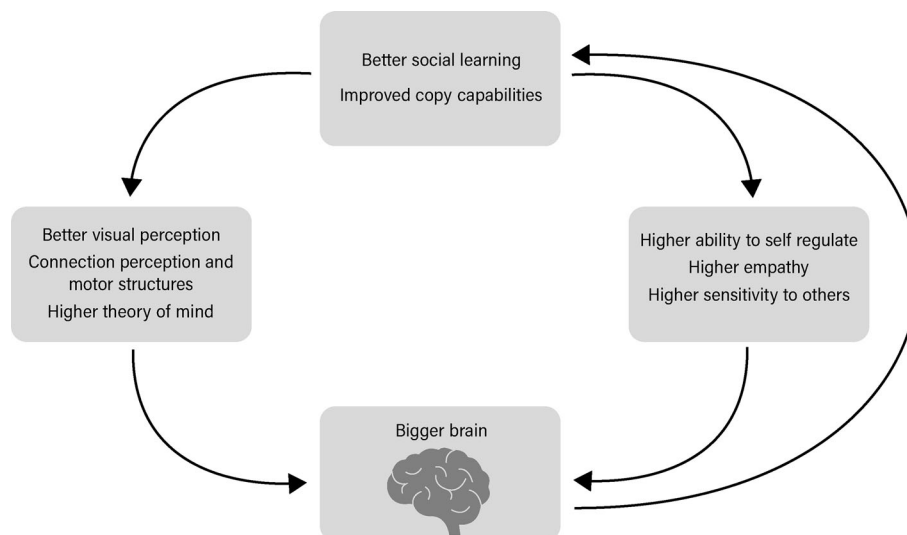 Better social learning
Improved copy capabilities
Better visual perception
Connection perception and
motor structures
Higher theory of mind
Higher ability to self regulate
Higher empathy
Higher sensitivity to others
Bigger brain